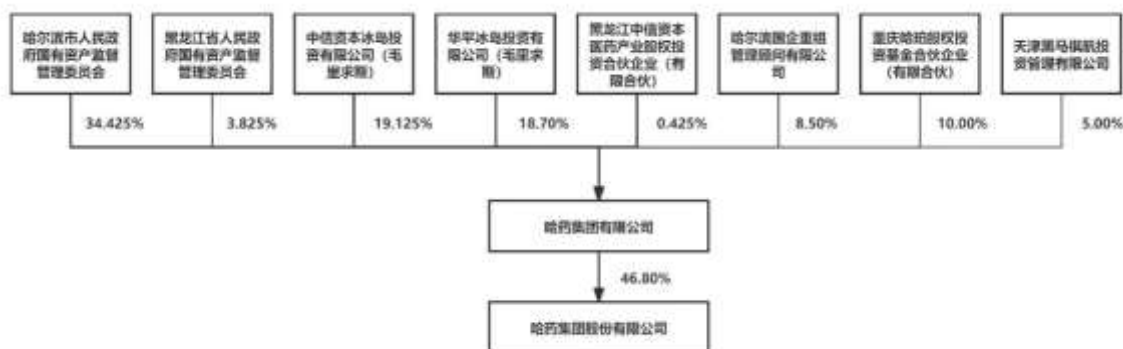 哈尔滨市人民政
府国有资产监督
管理委员会
黑龙江省人民政
府国有资产监督
管理委员会
中信资本冰岛投
资有限公司（毛
里求斯）
华平冰岛投资有
限公司（毛里求
斯）
黑龙江中信资本
医药产业股权投
资合伙企业（有
限合伙）
哈尔滨国企重组
管理顾问有限公
司
重庆哈珀股权投
资基金合伙企业
（有限合伙）
天津黑马祺航投
资管理有限公司
34.425%
3.825%
19.125%
18.70%
0.425%
8.50%
10.00%
5.00%
哈药集团有限公司
46.80%
哈药集团股份有限公司